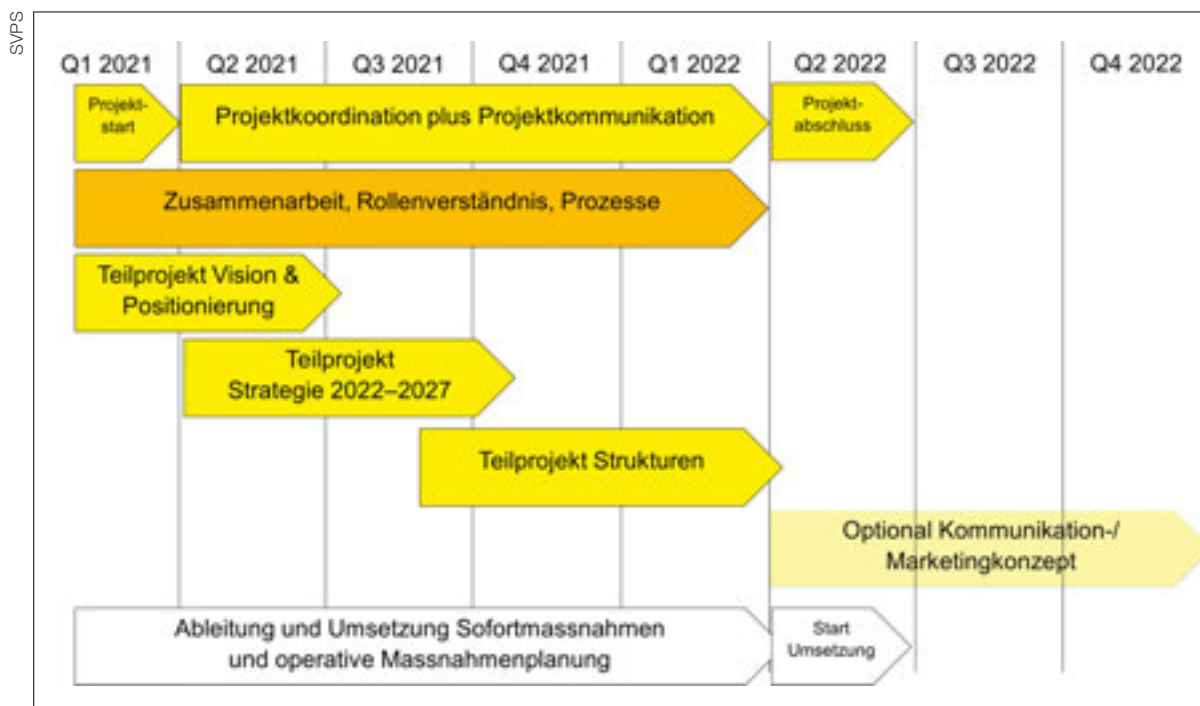 SVPS
Q1 2021 Q2 2021 Q3 2021 Q4 2021 Q1 2022 Q2 2022 Q3 2022 Q4 2022
Projekt-
start
Projektkoordination plus Projektkommunikation
Projekt-
abschluss
Zusammenarbeit, Rollenverständnis, Prozesse
Teilprojekt Vision &
Positionierung
Teilprojekt
Strategie 2022–2027
Teilprojekt Strukturen
Optional Kommunikation-/
Marketingkonzept
Ableitung und Umsetzung Sofortmassnahmen
und operative Massnahmenplanung
Start
Umsetzung